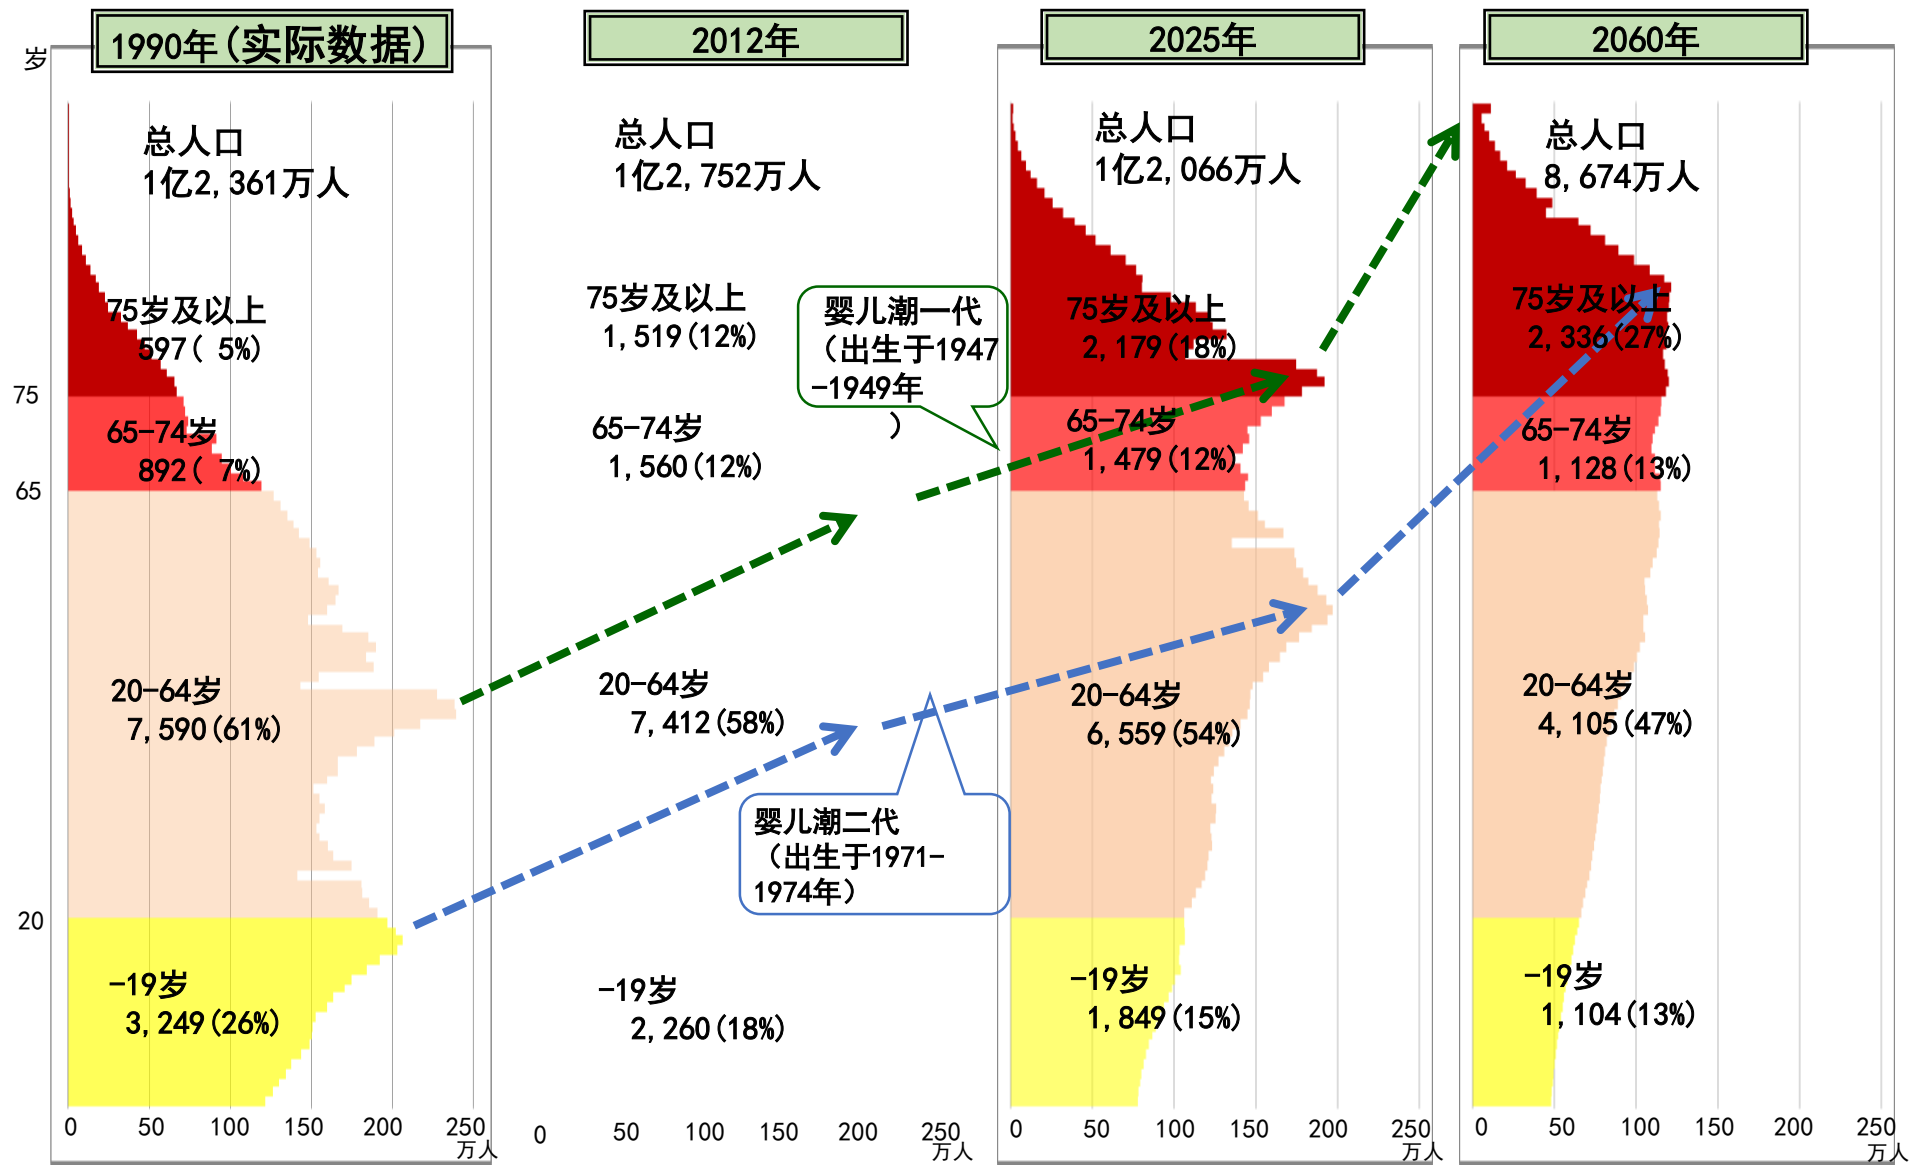 1990年(实际数据)
岁
总人口
1亿2,361万人
75岁及以上
597( 5%)
75
65-74岁
892( 7%)
65
20-64岁
7,590(61%)
20
-19岁
3,249(26%)
0 50 100 150 200 250
万人
2012年
总人口
1亿2,752万人
75岁及以上
1,519(12%)
65-74岁
1,560(12%)
20-64岁
7,412(58%)
-19岁
2,260(18%)
0 50 100 150 200 250
万人
婴儿潮一代
（出生于1947
-1949年
）
婴儿潮二代
（出生于1971-
1974年）
2025年
总人口
1亿2,066万人
75岁及以上
2,179(18%)
65-74岁
1,479(12%)
20-64岁
6,559(54%)
-19岁
1,849(15%)
0 50 100 150 200 250
万人
2060年
总人口
8,674万人
75岁及以上
2,336(27%)
65-74岁
1,128(13%)
20-64岁
4,105(47%)
-19岁
1,104(13%)
0 50 100 150 200 250
万人